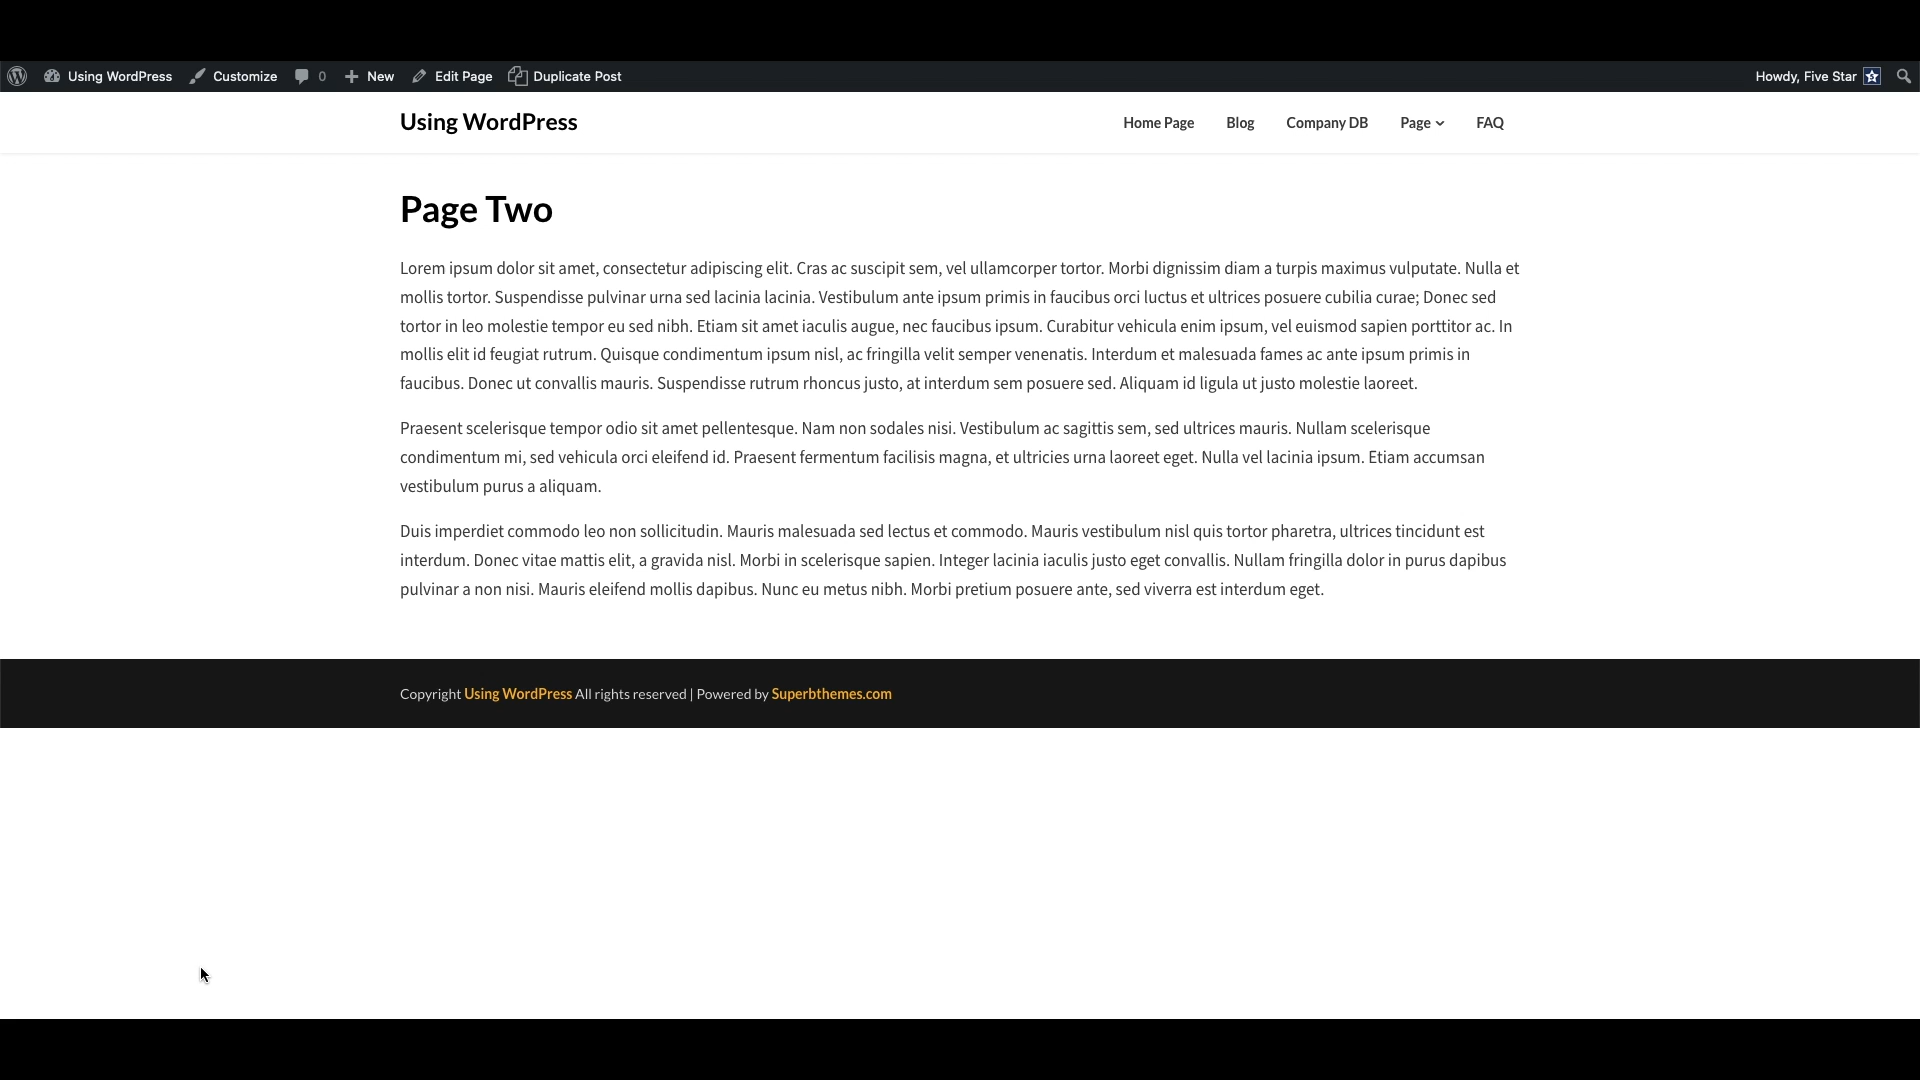 Using WordPress Customize 0 New Edit Page Duplicate Post Howdy, Five Star
Using WordPress Home Page Blog Company DB Page FAQ
Page Two
Lorem ipsum dolor sit amet, consectetur adipiscing elit. Cras ac suscipit sem, vel ullamcorper tortor. Morbi dignissim diam a turpis maximus vulputate. Nulla et
mollis tortor. Suspendisse pulvinar urna sed lacinia lacinia. Vestibulum ante ipsum primis in faucibus orci luctus et ultrices posuere cubilia curae; Donec sed
tortor in leo molestie tempor eu sed nibh. Etiam sit amet iaculis augue, nec faucibus ipsum. Curabitur vehicula enim ipsum, vel euismod sapien porttitor ac. In
mollis elit id feugiat rutrum. Quisque condimentum ipsum nisl, ac fringilla velit semper venenatis. Interdum et malesuada fames ac ante ipsum primis in
faucibus. Donec ut convallis mauris. Suspendisse rutrum rhoncus justo, at interdum sem posuere sed. Aliquam id ligula ut justo molestie laoreet.
Praesent scelerisque tempor odio sit amet pellentesque. Nam non sodales nisi. Vestibulum ac sagittis sem, sed ultrices mauris. Nullam scelerisque
condimentum mi, sed vehicula orci eleifend id. Praesent fermentum facilisis magna, et ultricies urna laoreet eget. Nulla vel lacinia ipsum. Etiam accumsan
vestibulum purus a aliquam.
Duis imperdiet commodo leo non sollicitudin. Mauris malesuada sed lectus et commodo. Mauris vestibulum nisl quis tortor pharetra, ultrices tincidunt est
interdum. Donec vitae mattis elit, a gravida nisl. Morbi in scelerisque sapien. Integer lacinia iaculis justo eget convallis. Nullam fringilla dolor in purus dapibus
pulvinar a non nisi. Mauris eleifend mollis dapibus. Nunc eu metus nibh. Morbi pretium posuere ante, sed viverra est interdum eget.
Copyright Using WordPress All rights reserved | Powered by Superbthemes.com